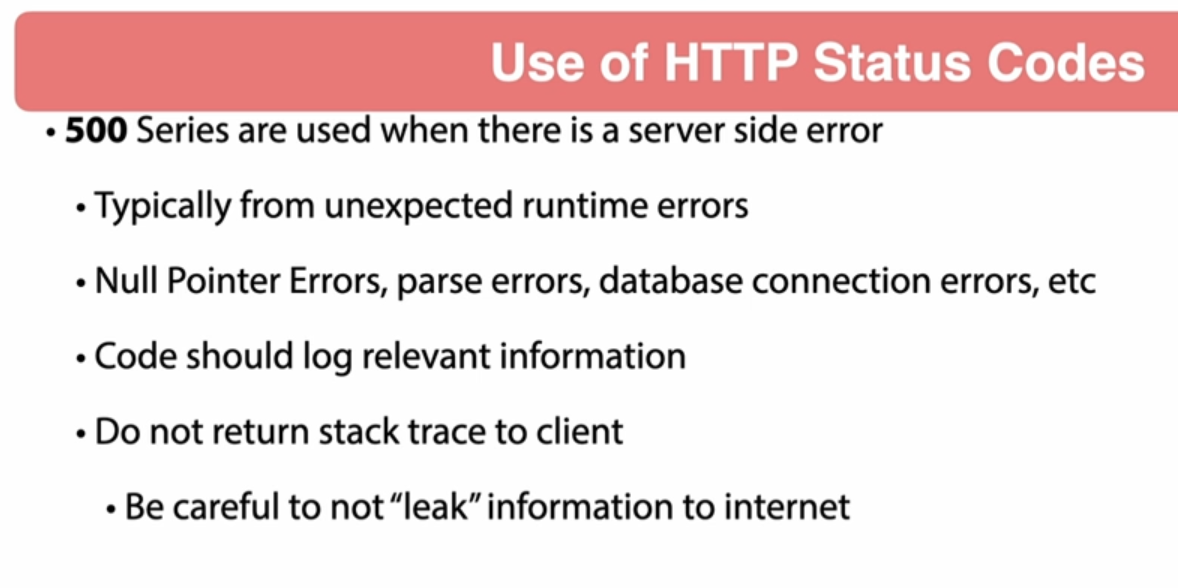 Use of HTTP Status Codes
• 500 Series are used when there is a server side error
• Typically from unexpected runtime errors
• Null Pointer Errors, parse errors, database connection errors, etc
• Code should log relevant information
• Do not return stack trace to client
• Be careful to not “leak” information to internet